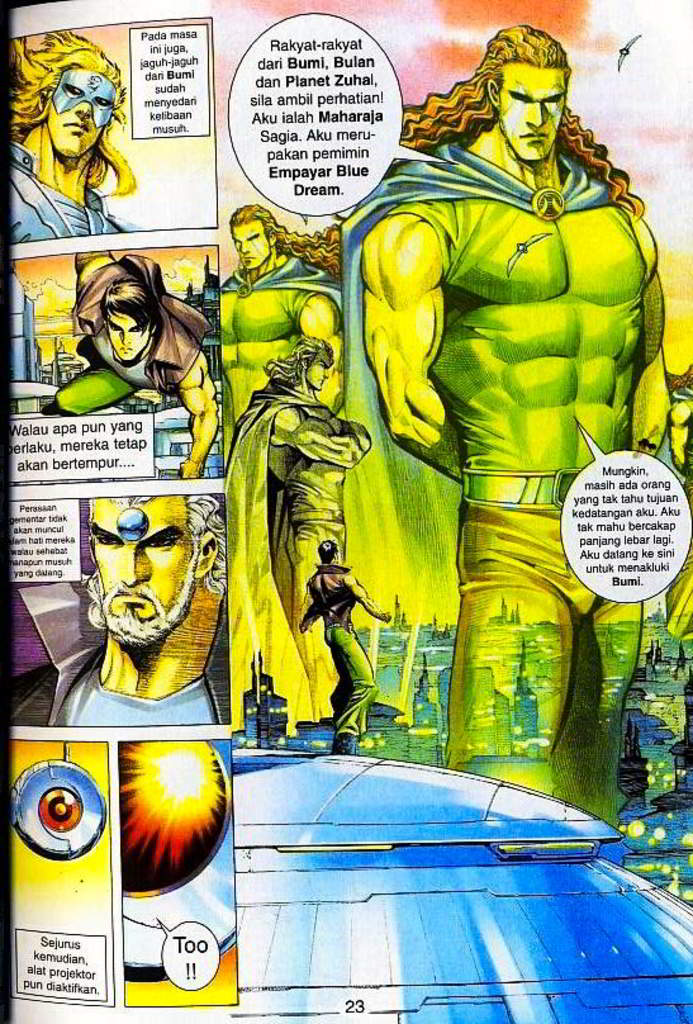 Pada masa
ini juga,
jaguh-jaguh
dari Bumi
sudah
menyedari
ketibaan
musuh.
Rakyat-rakyat
dari Bumi, Bulan
dan Planet Zuhal,
sila ambil perhatian!
Aku ialah Maharaja
Sagia. Aku meru-
pakan pemimin
Empayar Blue
Dream.
Walau apa pun yang
berlaku, mereka tetap
akan bertempur....
Mungkin,
masih ada orang
yang tak tahu tujuan
kedatangan aku. Aku
tak mahu bercakap
panjang lebar lagi.
Aku datang ke sini
untuk menakluki
Bumi.
Perasaan
gementar tidak
akan muncul
dalam hati mereka
walau sehebat
manapun musuh
yang datang.
Sejurus
kemudian,
alat projektor
pun diaktifkan.
Too
!!
23